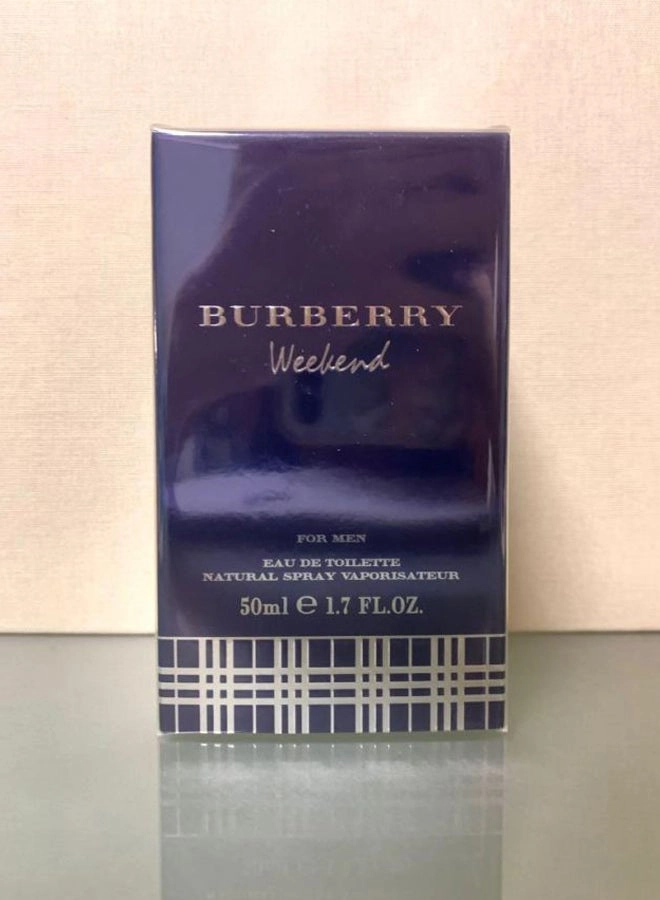 BURBERRY
Weekend
FOR MEN
EAU DE TOILETTE
NATURAL SPRAY VAPORISATEUR
50ml ℮ 1.7 FL.OZ.